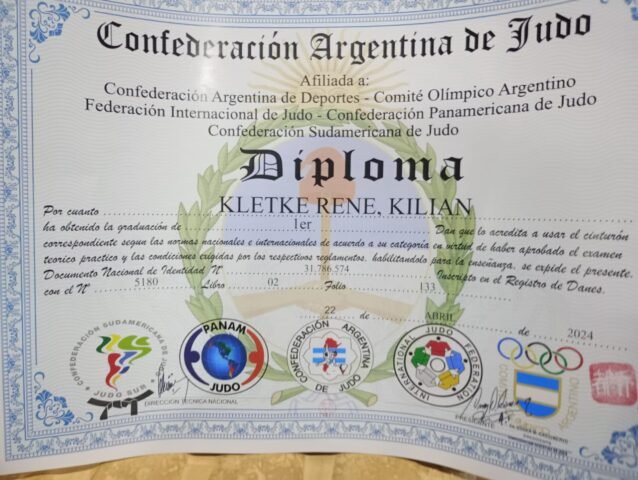 Confederación Argentina de Judo
Afiliada a:
Confederación Argentina de Deportes - Comité Olímpico Argentino
Federación Internacional de Judo - Confederación Panamericana de Judo
Confederación Sudamericana de Judo
Diploma
Por cuanto KLETKE RENE, KILIAN
ha obtenido la graduación de 1er Dan que lo acredita a usar el cinturón
correspondiente segun las normas nacionales e internacionales de acuerdo a su categoría en virtud de haber aprobado el examen
teorico practico y las condiciones exigidas por los respectivos reglamentos, habilitandolo para la enseñanza, se expide el presente.
Documento Nacional de Identidad Nº 31.786.574 Inscripto en el Registro de Danes.
con el Nº 5180 Libro 02 Folio 133
22 de ABRIL de 2024
CONFEDERACIÓN SUDAMERICANA DE JUDO
JUDO SUR
PANAM
JUDO
CONFEDERACIÓN ARGENTINA
DE JUDO
INTERNATIONAL JUDO FEDERATION
DIRECCION TECNICA NACIONAL
PRESIDENTE